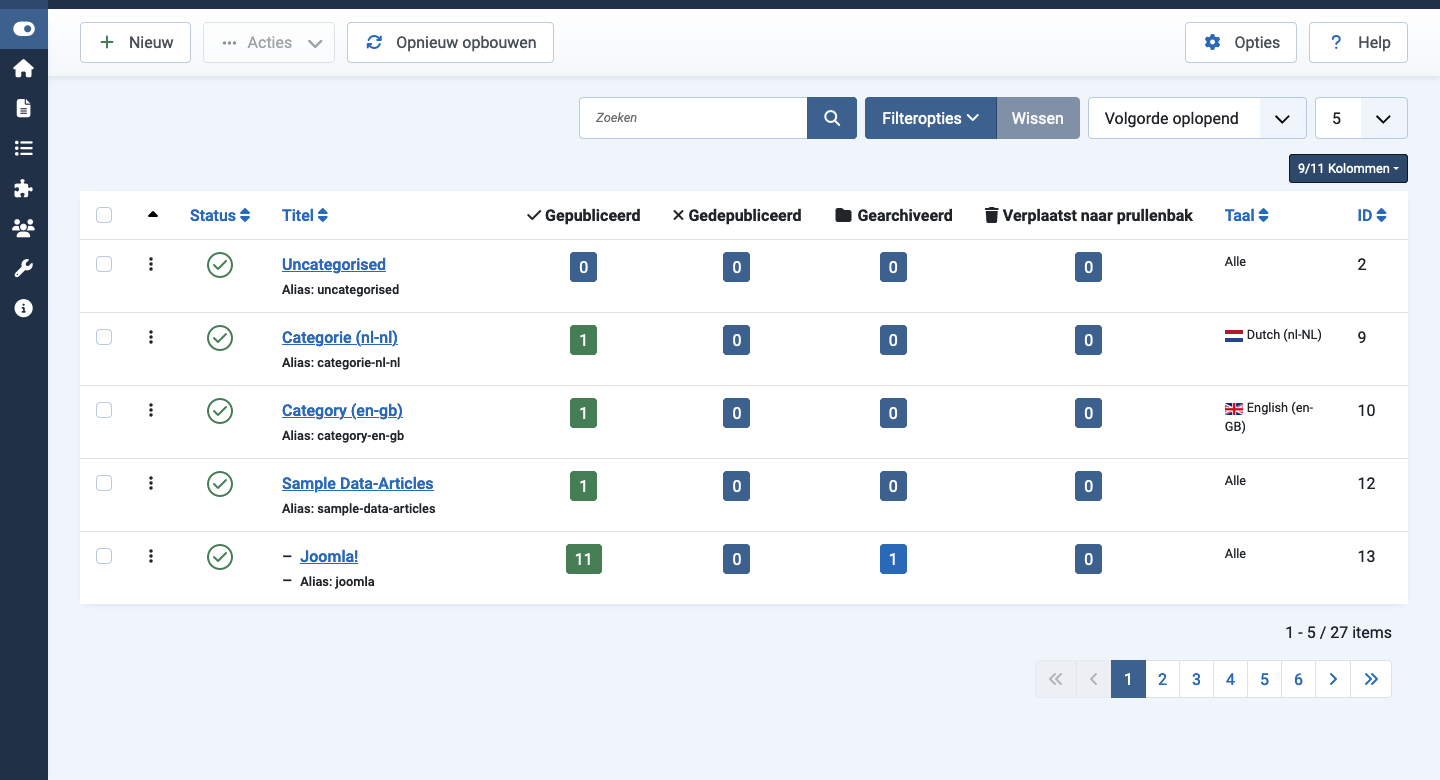 Nieuw
Acties
Opnieuw opbouwen
Opties
? Help
Zoeken
Filteropties
Wissen
Volgorde oplopend
5
9/11 Kolommen
Status
Titel
Gepubliceerd
Gedepubliceerd
Gearchiveerd
Verplaatst naar prullenbak
Taal
ID
Uncategorised 0 0 0 0 Alle 2
Alias: uncategorised
Categorie (nl-nl) 1 0 0 0 Dutch (nl-NL) 9
Alias: categorie-nl-nl
Category (en-gb) 1 0 0 0 English (en-
GB) 10
Alias: category-en-gb
Sample Data-Articles 1 0 0 0 Alle 12
Alias: sample-data-articles
– Joomla! 11 0 1 0 Alle 13
– Alias: joomla
1 - 5 / 27 items
1 2 3 4 5 6